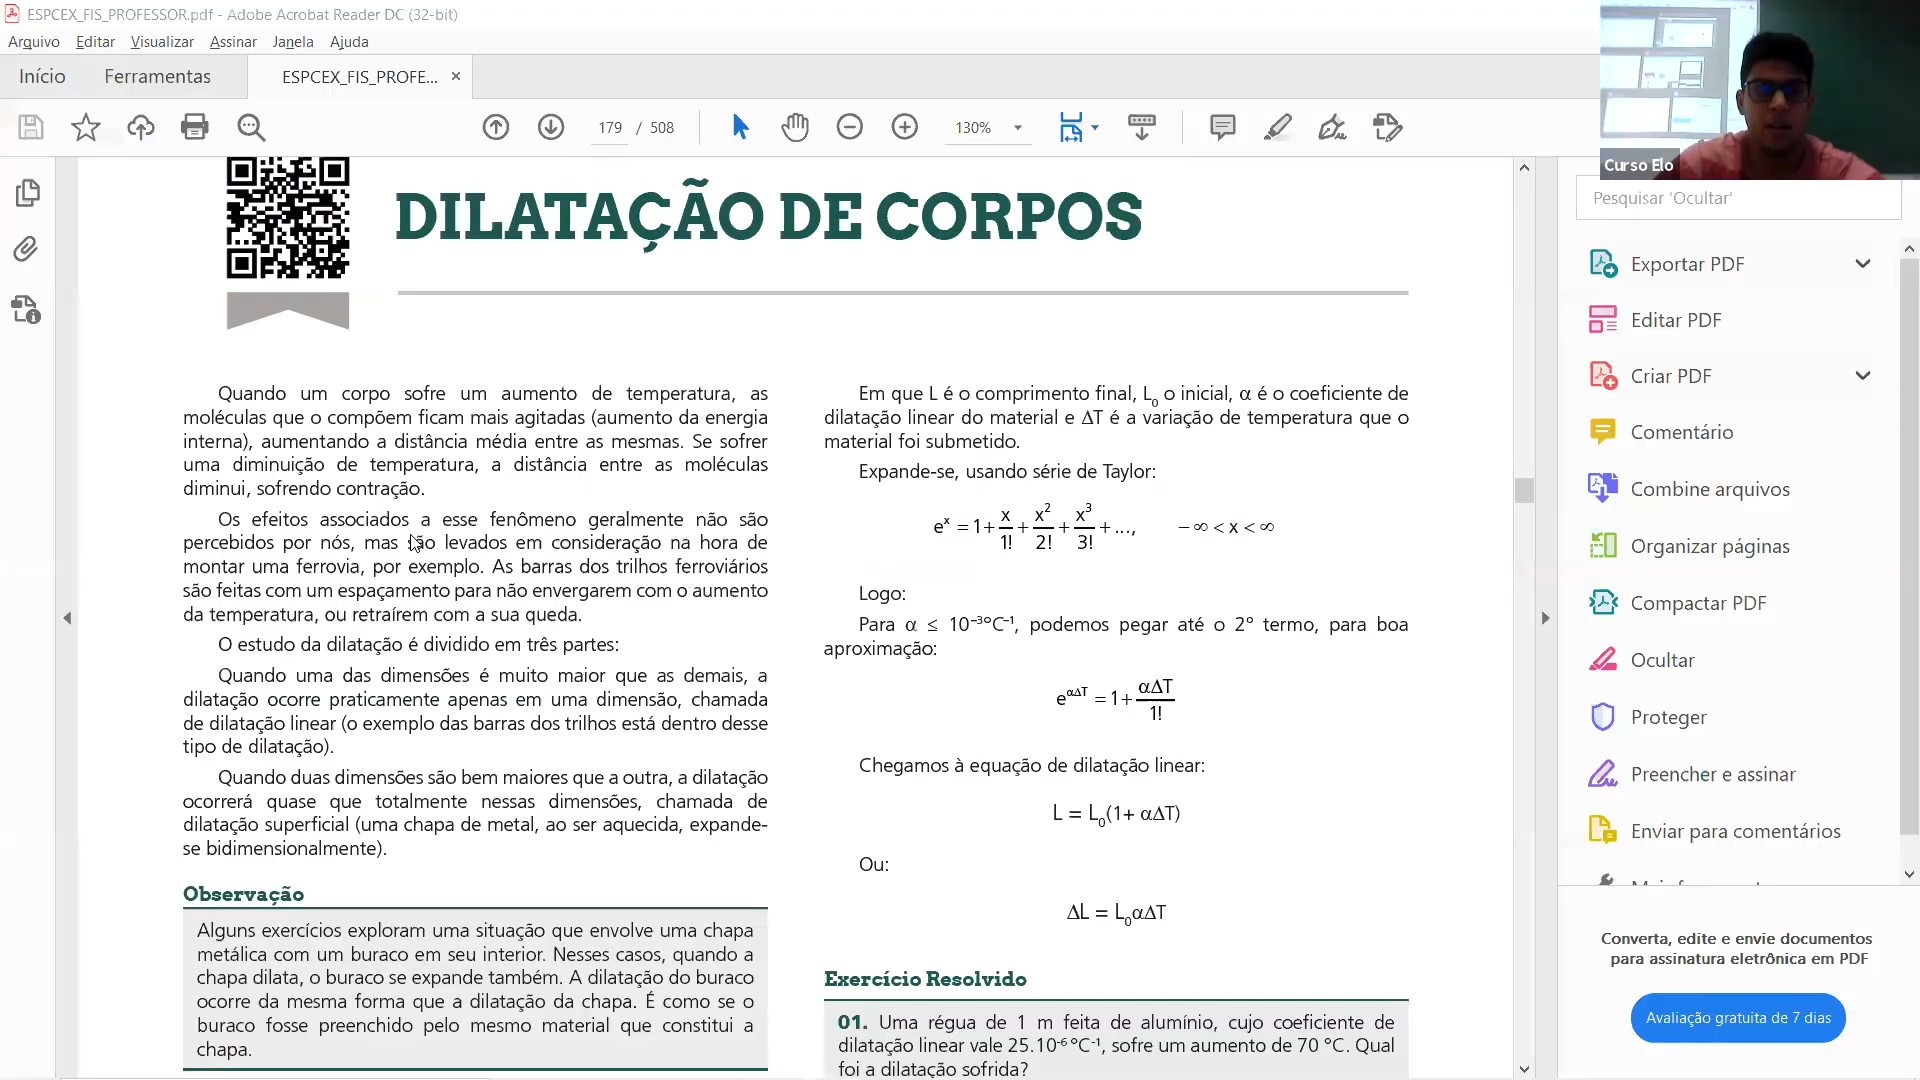 ESPCEX_FIS_PROFESSOR.pdf - Adobe Acrobat Reader DC (32-bit)
Arquivo Editar Visualizar Assinar Janela Ajuda
Início Ferramentas ESPCEX_FIS_PROFE... ×
179 / 508 130%
Curso Elo
DILATAÇÃO DE CORPOS
Quando um corpo sofre um aumento de temperatura, as
moléculas que o compõem ficam mais agitadas (aumento da energia
interna), aumentando a distância média entre as mesmas. Se sofrer
uma diminuição de temperatura, a distância entre as moléculas
diminui, sofrendo contração.
Os efeitos associados a esse fenômeno geralmente não são
percebidos por nós, mas são levados em consideração na hora de
montar uma ferrovia, por exemplo. As barras dos trilhos ferroviários
são feitas com um espaçamento para não envergarem com o aumento
da temperatura, ou retraírem com a sua queda.
O estudo da dilatação é dividido em três partes:
Quando uma das dimensões é muito maior que as demais, a
dilatação ocorre praticamente apenas em uma dimensão, chamada
de dilatação linear (o exemplo das barras dos trilhos está dentro desse
tipo de dilatação).
Quando duas dimensões são bem maiores que a outra, a dilatação
ocorrerá quase que totalmente nessas dimensões, chamada de
dilatação superficial (uma chapa de metal, ao ser aquecida, expande-
se bidimensionalmente).
Observação
Alguns exercícios exploram uma situação que envolve uma chapa
metálica com um buraco em seu interior. Nesses casos, quando a
chapa dilata, o buraco se expande também. A dilatação do buraco
ocorre da mesma forma que a dilatação da chapa. É como se o
buraco fosse preenchido pelo mesmo material que constitui a
chapa.
Em que L é o comprimento final, L₀ o inicial, α é o coeficiente de
dilatação linear do material e ΔT é a variação de temperatura que o
material foi submetido.
Expande-se, usando série de Taylor:
eˣ = 1 + x/1! + x²/2! + x³/3! + ..., − ∞ < x < ∞
Logo:
Para α ≤ 10⁻³°C⁻¹, podemos pegar até o 2° termo, para boa
aproximação:
e^αΔT = 1 + αΔT/1!
Chegamos à equação de dilatação linear:
L = L₀(1+ αΔT)
Ou:
ΔL = L₀αΔT
Exercício Resolvido
01. Uma régua de 1 m feita de alumínio, cujo coeficiente de
dilatação linear vale 25.10⁻⁶ °C⁻¹, sofre um aumento de 70 °C. Qual
foi a dilatação sofrida?
Pesquisar 'Ocultar'
Exportar PDF
Editar PDF
Criar PDF
Comentário
Combine arquivos
Organizar páginas
Compactar PDF
Ocultar
Proteger
Preencher e assinar
Enviar para comentários
Converta, edite e envie documentos
para assinatura eletrônica em PDF
Avaliação gratuita de 7 dias